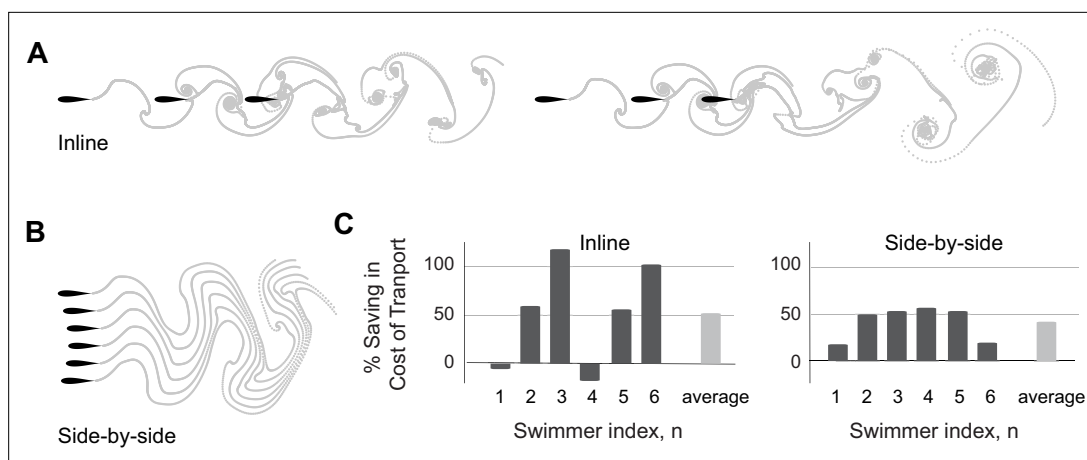 A
Inline
B
Side-by-side
C
% Saving in
Cost of Tranport
Inline
100
50
0
1 2 3 4 5 6 average
Swimmer index, n
Side-by-side
100
50
0
1 2 3 4 5 6 average
Swimmer index, n